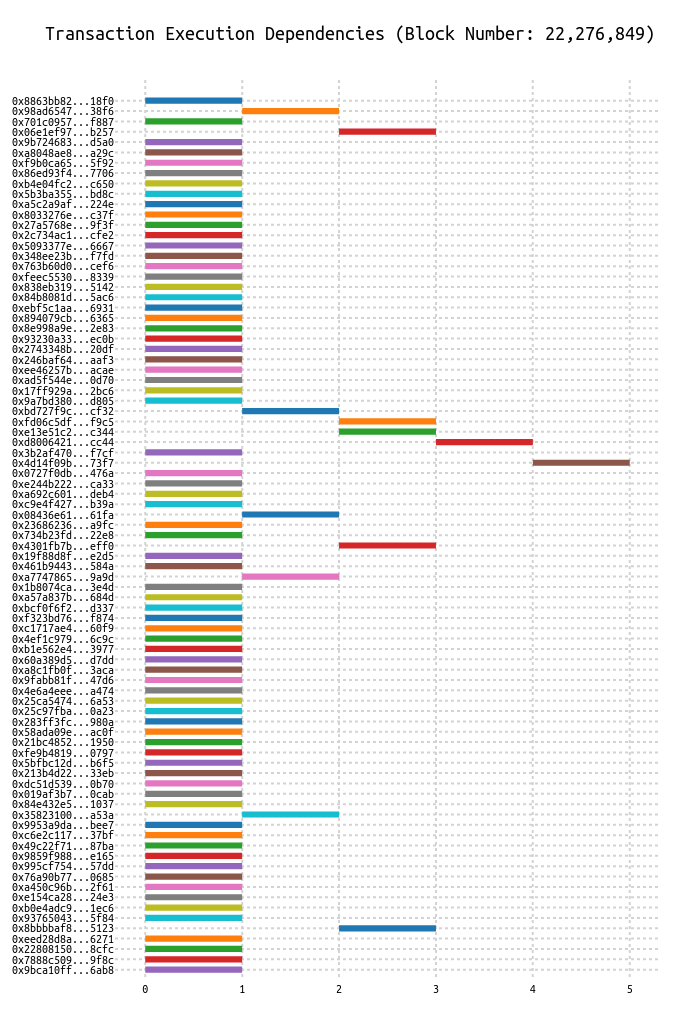 Transaction Execution Dependencies (Block Number: 22,276,849)
0x8863bb82...18f0
0x98ad6547...38f6
0x701c0957...f887
0x06e1ef97...b257
0x9b724683...d5a0
0xa8048ae8...a29c
0xf9b0ca65...5f92
0x86ed93f4...7706
0xb4e04fc2...c650
0x5b3ba355...bd8c
0xa5c2a9af...224e
0x8033276e...c37f
0x27a5768e...9f3f
0x2c734ac1...cfe2
0x5093377e...6667
0x348ee23b...f7fd
0x763b60d0...cef6
0xfeec5530...8339
0x838eb319...5142
0x84b8081d...5ac6
0xebf5c1aa...6931
0x894079cb...6365
0x8e998a9e...2e83
0x93230a33...ec0b
0x2743348b...20df
0x246baf64...aaf3
0xee46257b...acae
0xad5f544e...0d70
0x17ff929a...2bc6
0x9a7bd380...d805
0xbd727f9c...cf32
0xfd06c5df...f9c5
0xe13e51c2...c344
0xd8006421...cc44
0x3b2af470...f7cf
0x4d14f09b...73f7
0x0727f0db...476a
0xe244b222...ca33
0xa692c601...deb4
0xc9e4f427...b39a
0x08436e61...61fa
0x23686236...a9fc
0x734b23fd...22e8
0x4301fb7b...eff0
0x19f88d8f...e2d5
0x461b9443...584a
0xa7747865...9a9d
0x1b8074ca...3e4d
0xa57a837b...684d
0xbcf0f6f2...d337
0xf323bd76...f874
0xc1717ae4...60f9
0x4ef1c979...6c9c
0xb1e562e4...3977
0x60a389d5...d7dd
0xa8c1fb0f...3aca
0x9fabb81f...47d6
0x4e6a4eee...a474
0x25ca5474...6a53
0x25c97fba...0a23
0x283ff3fc...980a
0x58ada09e...ac0f
0x21bc4852...1950
0xfe9b4819...0797
0x5bfbc12d...b6f5
0x213b4d22...33eb
0xdc51d539...0b70
0x019af3b7...0cab
0x84e432e5...1037
0x35823100...a53a
0x9953a9da...bee7
0xc6e2c117...37bf
0x49c22f71...87ba
0x9859f988...e165
0x995cf754...57dd
0x76a90b77...0685
0xa450c96b...2f61
0xe154ca28...24e3
0xb0e4adc9...1ec6
0x93765043...5f84
0x8bbbbaf8...5123
0xeed28d8a...6271
0x22808150...8cfc
0x7888c509...9f8c
0x9bca10ff...6ab8
0 1 2 3 4 5